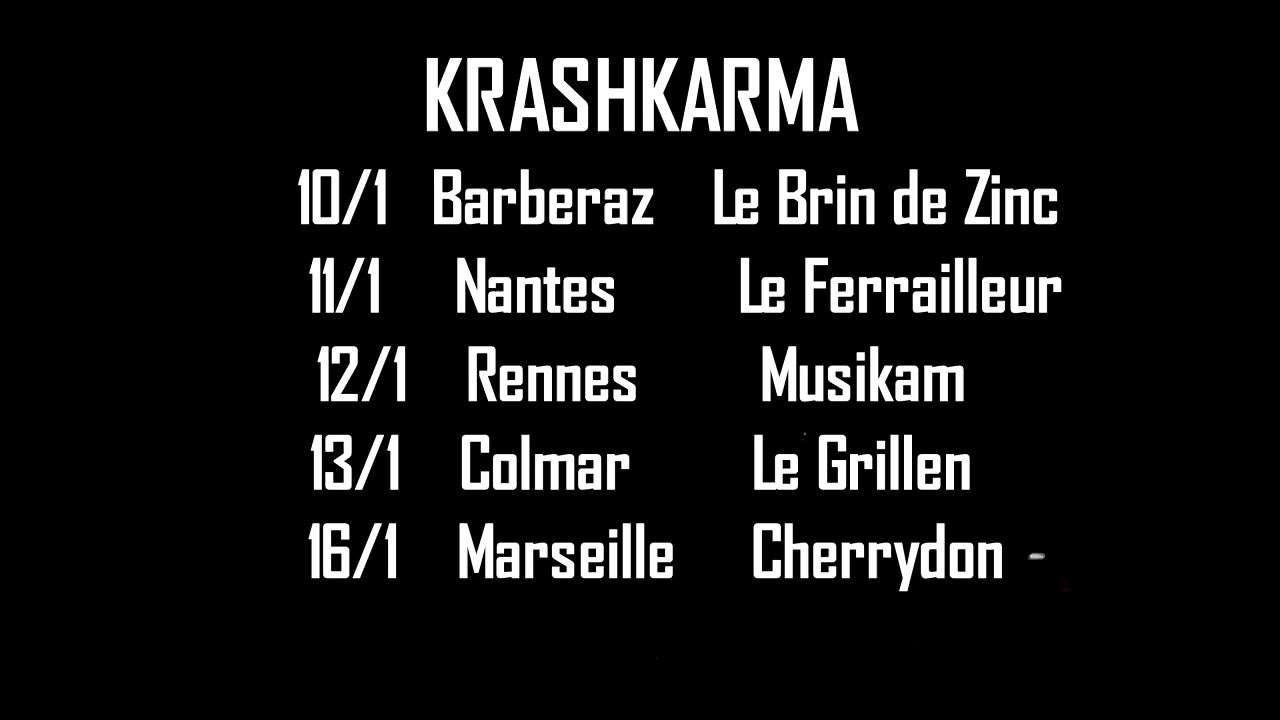 KRASHKARMA
10/1 Barberaz Le Brin de Zinc
11/1 Nantes Le Ferrailleur
12/1 Rennes Musikam
13/1 Colmar Le Grillen
16/1 Marseille Cherrydon